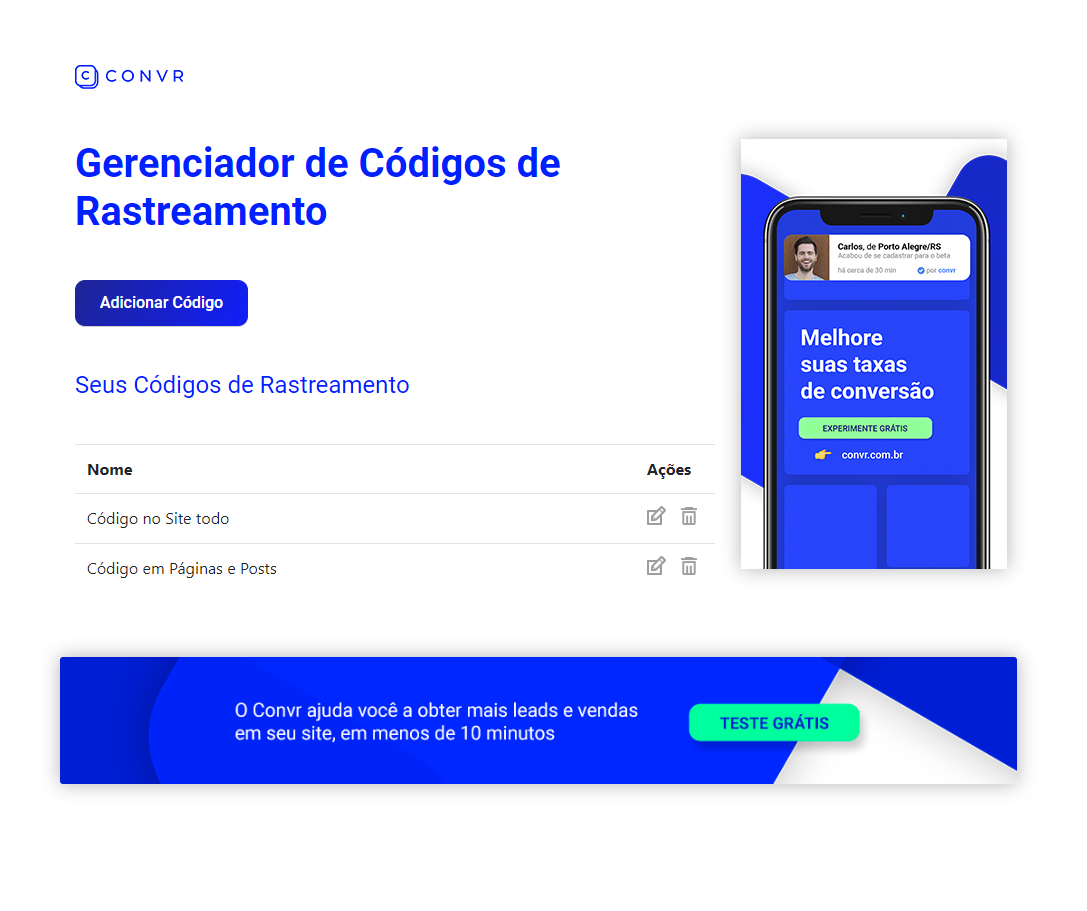 C CONVR
Gerenciador de Códigos de
Rastreamento
Adicionar Código
Seus Códigos de Rastreamento
Nome Ações
Código no Site todo
Código em Páginas e Posts
Carlos, de Porto Alegre/RS
Acabou de se cadastrar para o beta
há cerca de 30 min por convr
Melhore
suas taxas
de conversão
EXPERIMENTE GRÁTIS
convr.com.br
O Convr ajuda você a obter mais leads e vendas
em seu site, em menos de 10 minutos
TESTE GRÁTIS